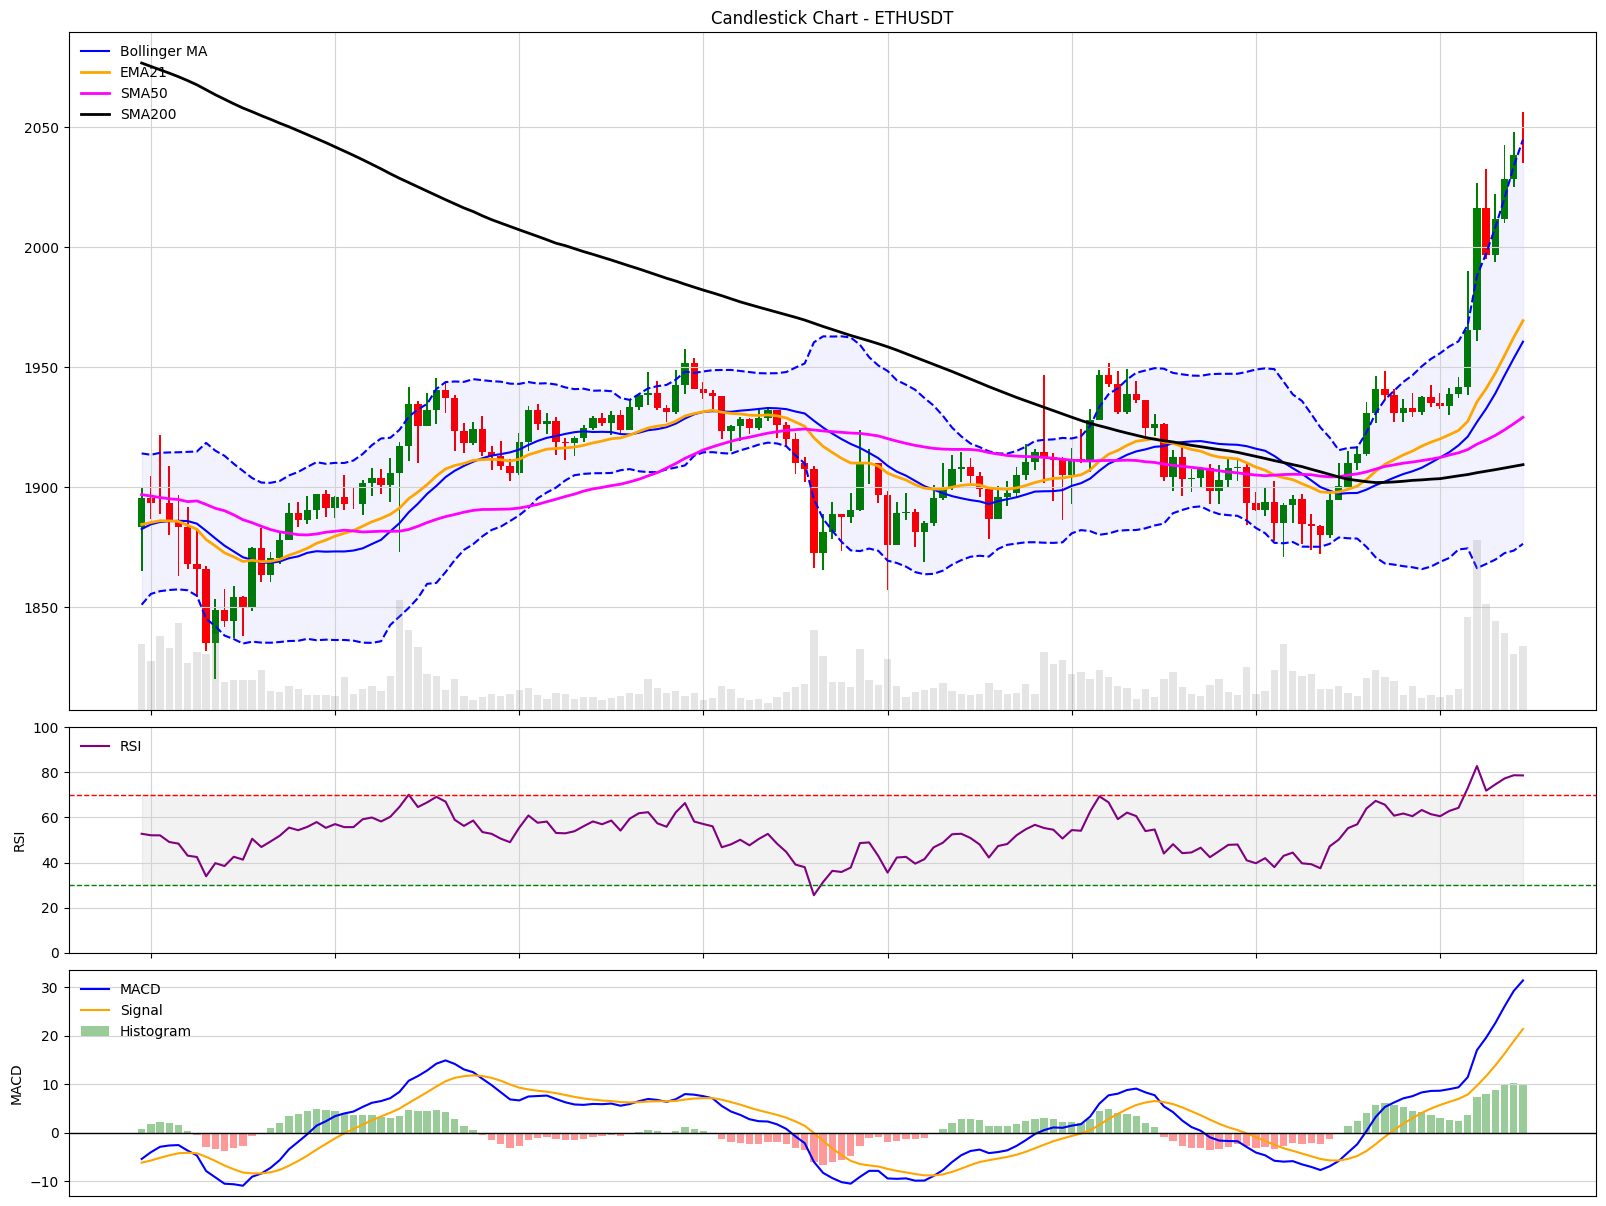 Candlestick Chart - ETHUSDT
Bollinger MA
EMA21
SMA50
SMA200
2050
2000
1950
1900
1850
RSI
100
80
60
40
20
0
RSI
MACD
Signal
Histogram
30
20
10
0
−10
MACD